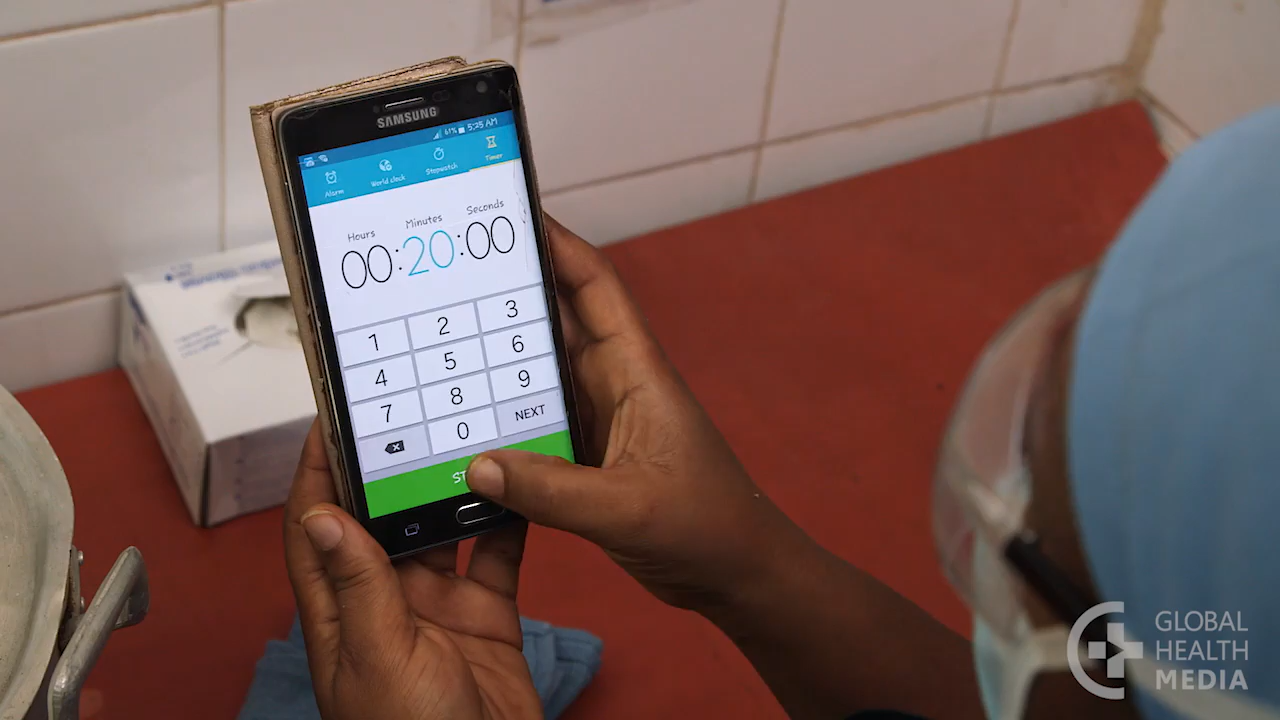 SAMSUNG
61% 5:25 AM
Alarm World clock Stopwatch Timer
Hours Minutes Seconds
00:20:00
1 2 3
4 5 6
7 8 9
0 NEXT
GLOBAL
HEALTH
MEDIA